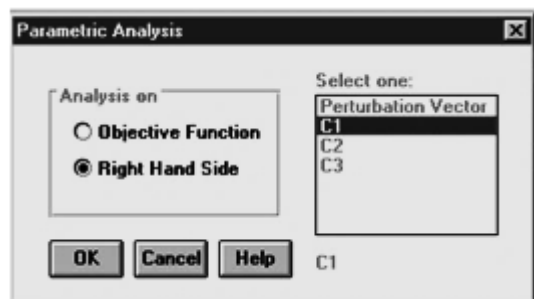 Parametric Analysis
Analysis on
Objective Function
Right Hand Side
OK
Cancel
Help
Select one:
Perturbation Vector
C1
C2
C3
C1